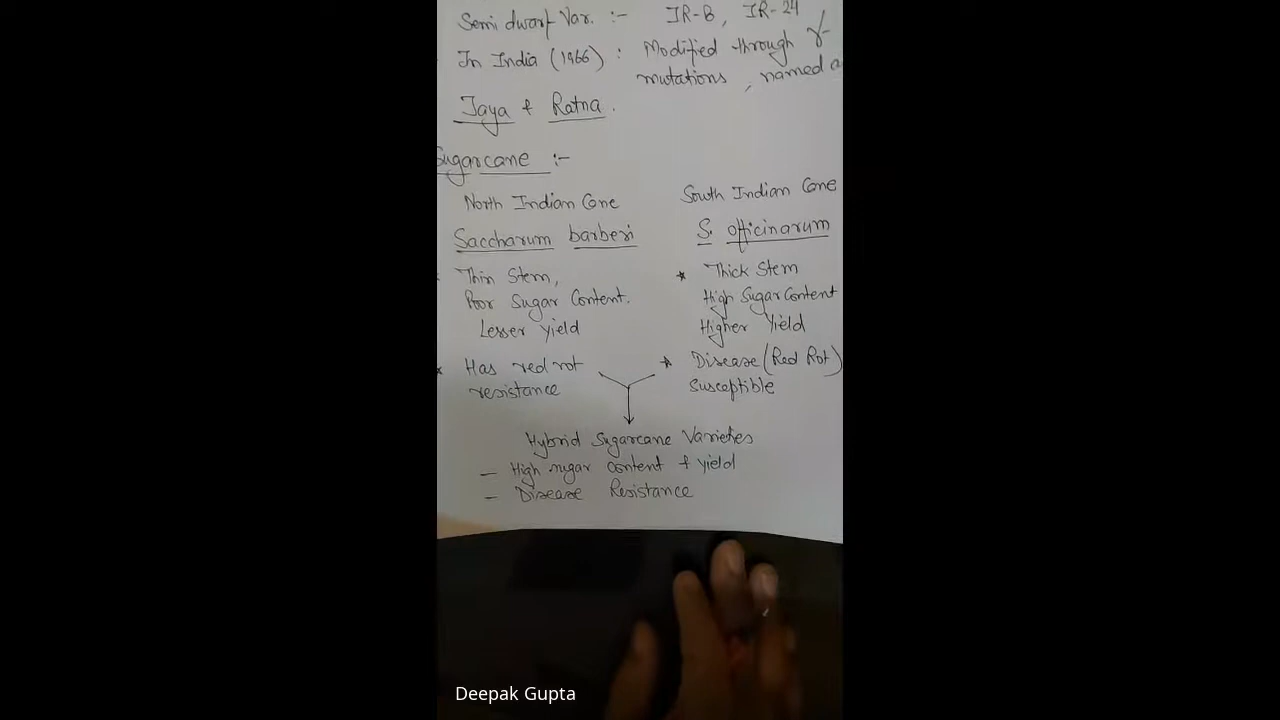 Semi dwarf Var. :- IR-8, IR-24
In India (1966) : Modified through γ-
mutations, named a
Jaya & Ratna.
Sugarcane :-
North Indian Cane
Saccharum barberi
Thin Stem,
Poor Sugar Content.
Lesser yield
* Has red rot
resistance
South Indian Cane
S. officinarum
* Thick Stem
High Sugar Content
Higher Yield
* Disease (Red Rot)
Susceptible
Hybrid Sugarcane Varieties
– High sugar content & yield
– Disease Resistance
Deepak Gupta